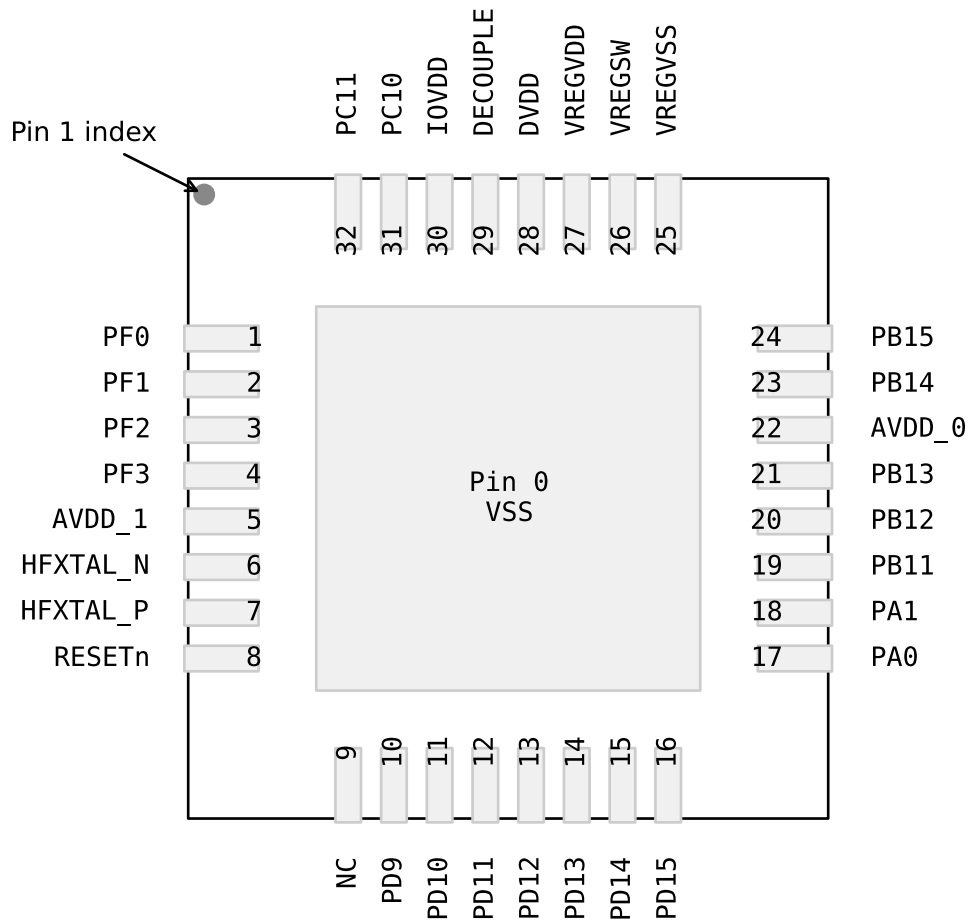 PC11
PC10
IOVDD
DECOUPLE
DVDD
VREGVDD
VREGSW
VREGVSS
Pin 1 index
32
31
30
29
28
27
26
25
PF0 1
PF1 2
PF2 3
PF3 4
AVDD_1 5
HFXTAL_N 6
HFXTAL_P 7
RESETn 8
Pin 0
VSS
24 PB15
23 PB14
22 AVDD_0
21 PB13
20 PB12
19 PB11
18 PA1
17 PA0
9
10
11
12
13
14
15
16
NC
PD9
PD10
PD11
PD12
PD13
PD14
PD15